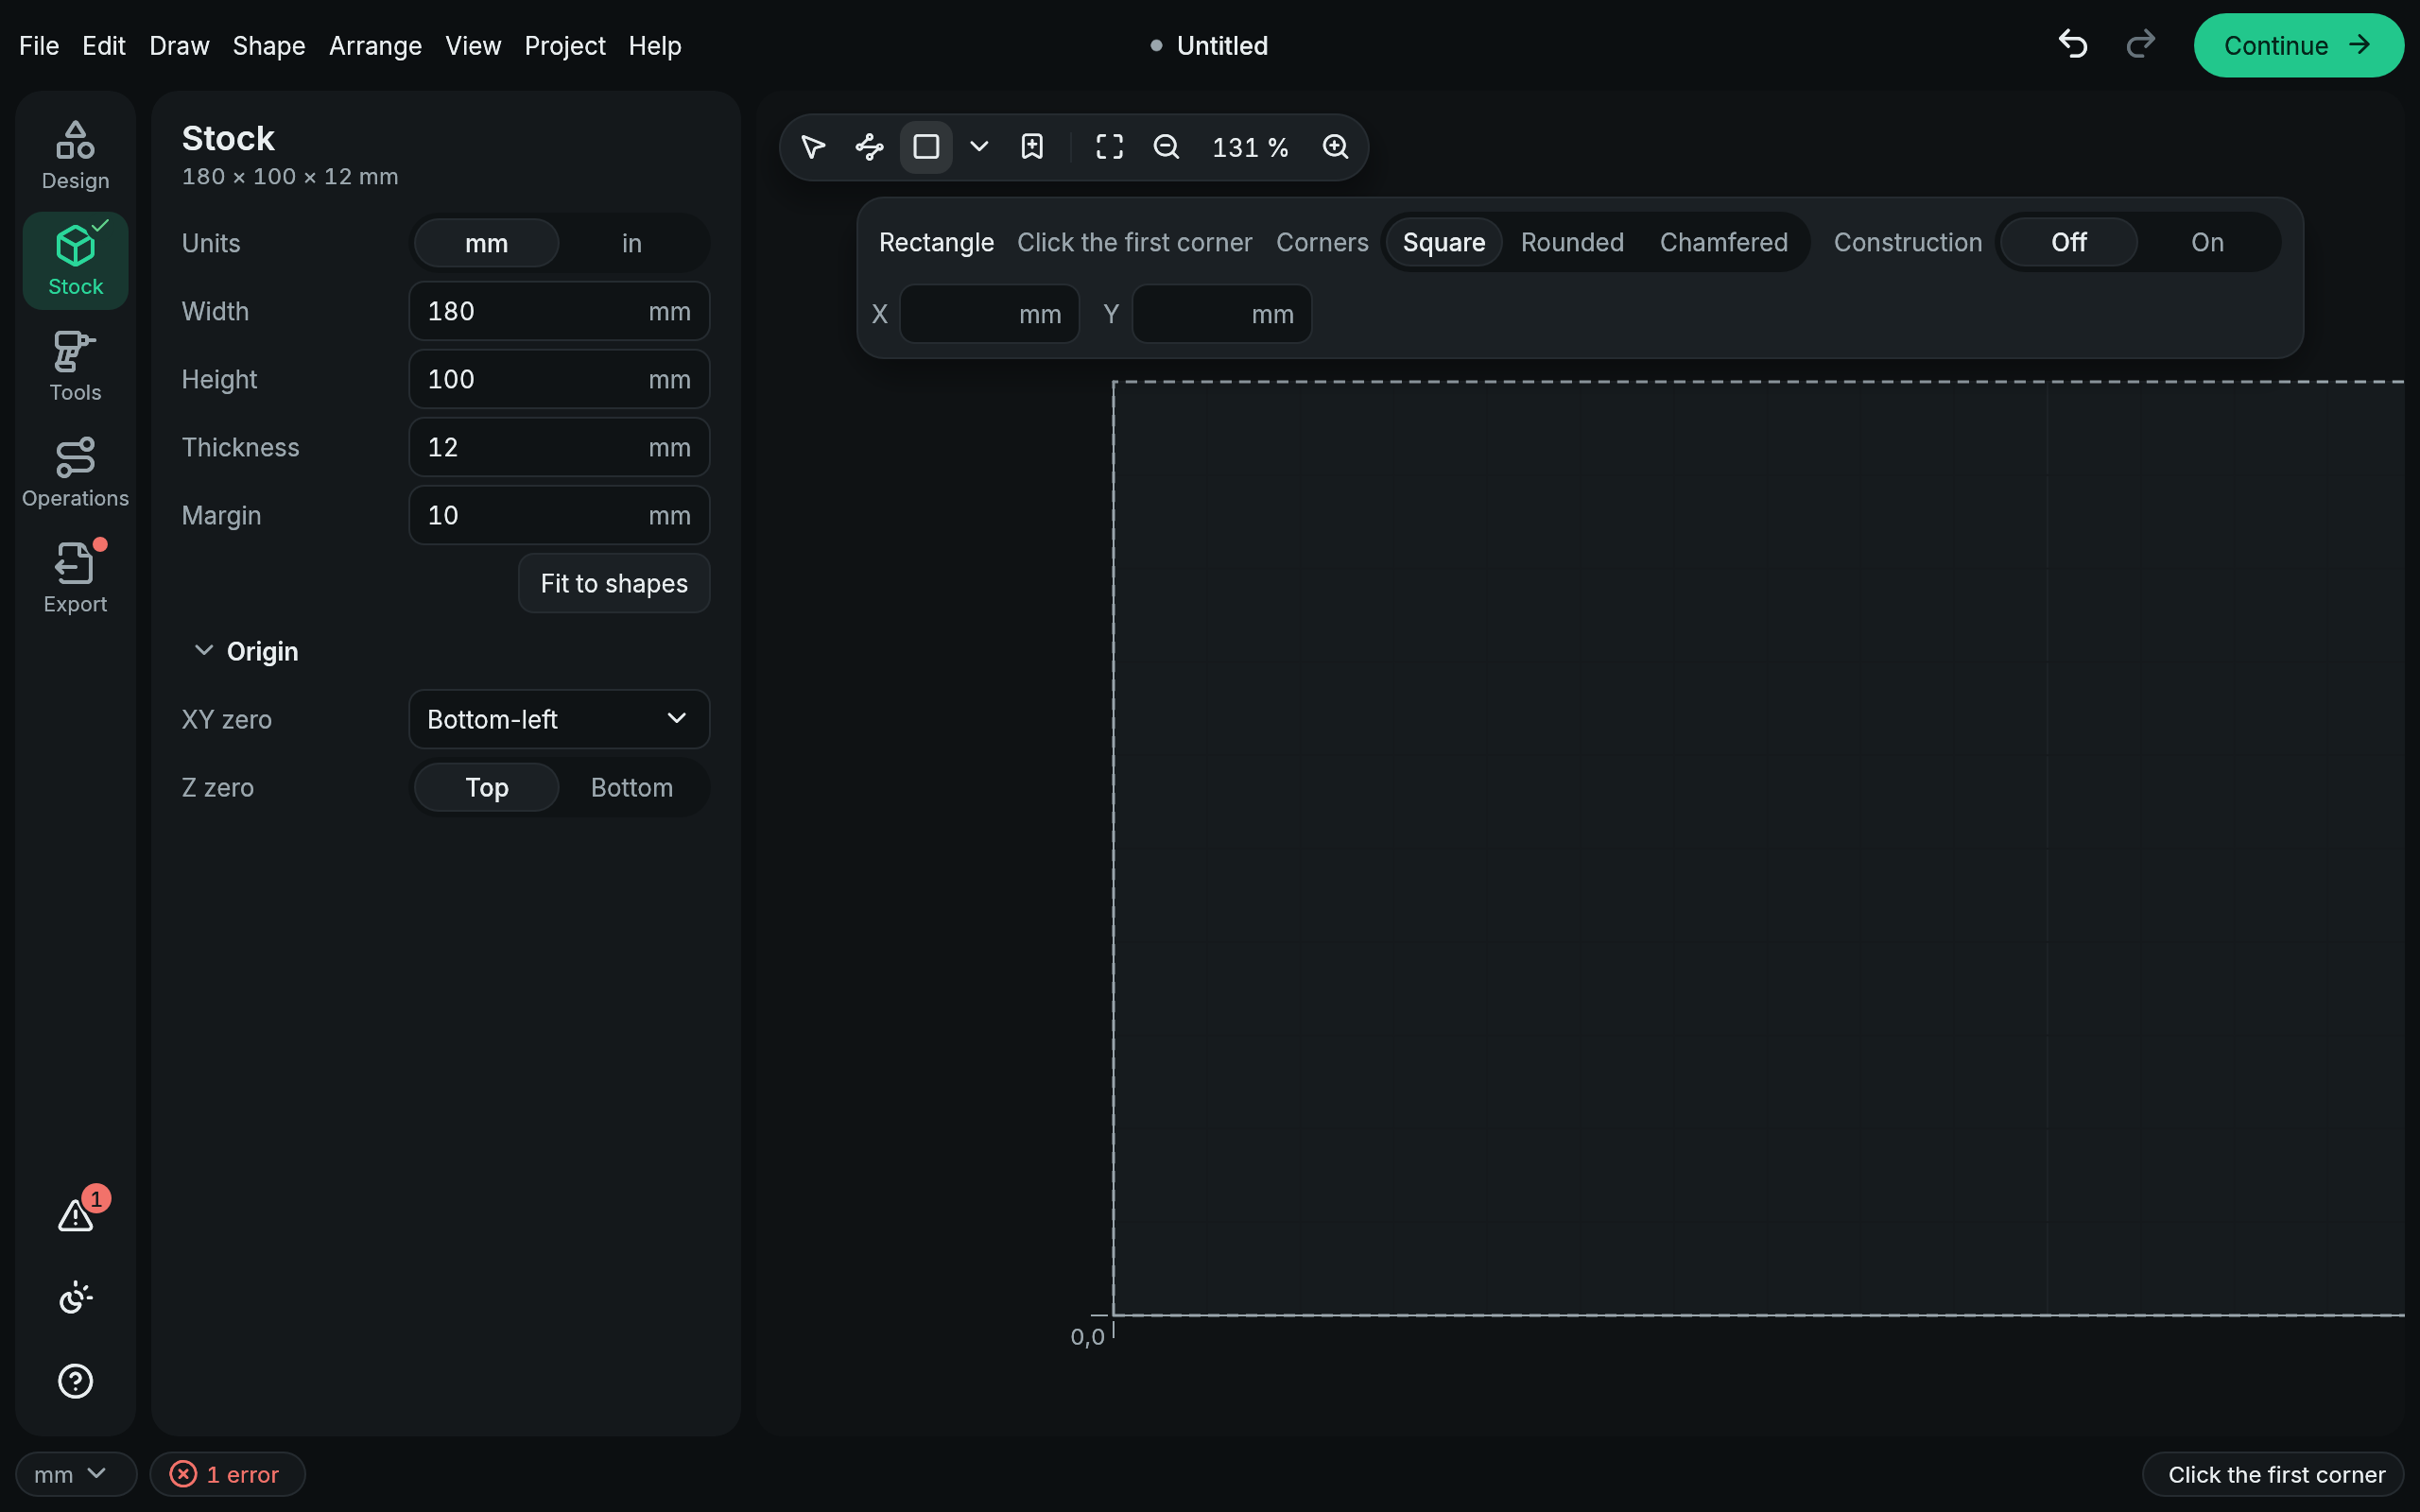 File Edit Draw Shape Arrange View Project Help
Untitled
Continue
Design
Stock
Tools
Operations
Export
1
Stock
180 × 100 × 12 mm
Units mm in
Width 180 mm
Height 100 mm
Thickness 12 mm
Margin 10 mm
Fit to shapes
Origin
XY zero Bottom-left
Z zero Top Bottom
131 %
Rectangle Click the first corner Corners Square Rounded Chamfered Construction Off On
X mm Y mm
0,0
mm
1 error
Click the first corner